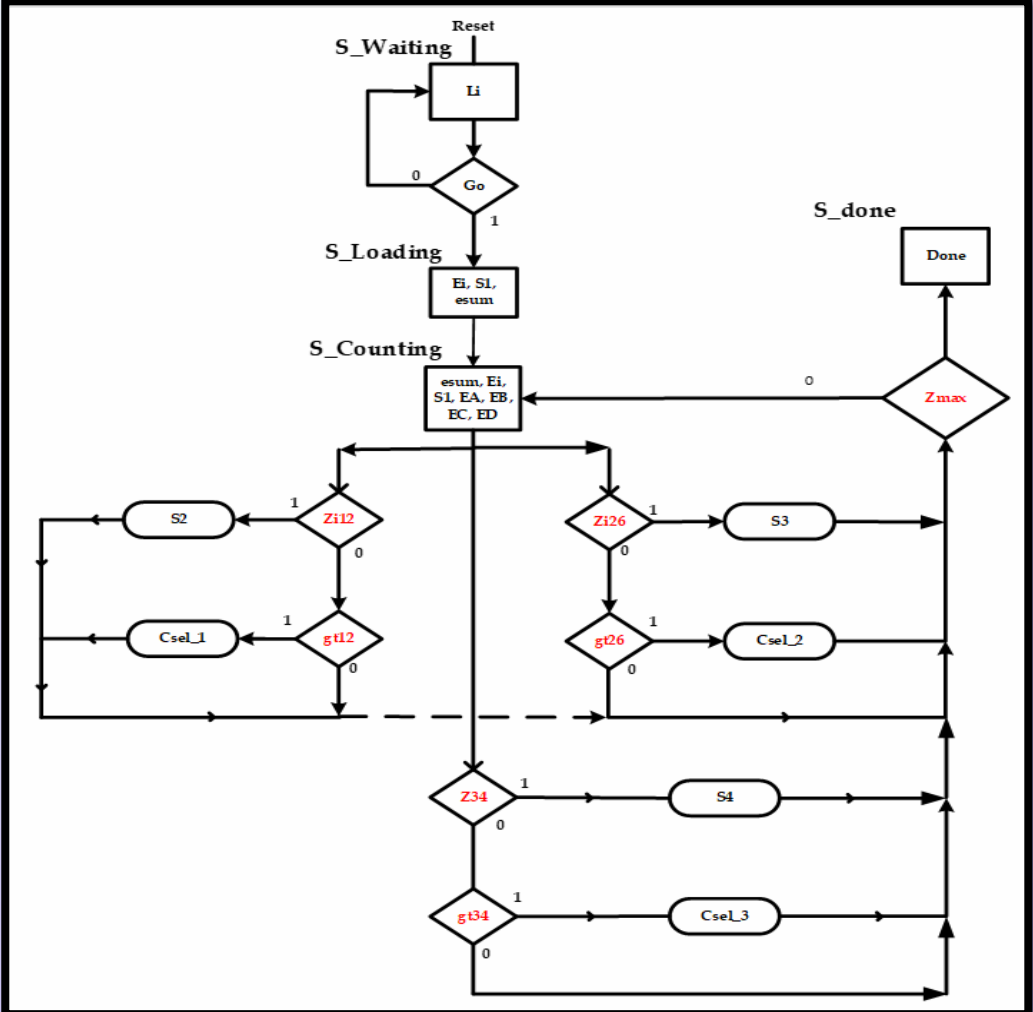 Reset
S_Waiting
Li
0
Go
1
S_done
S_Loading
Done
Ei, S1,
esum
S_Counting
esum, Ei,
S1, EA, EB,
EC, ED
0
Zmax
1
S2
Zi12
0
Zi26
1
S3
0
1
Csel_1
gt12
0
gt26
1
Csel_2
0
Z34
1
S4
0
gt34
1
Csel_3
0